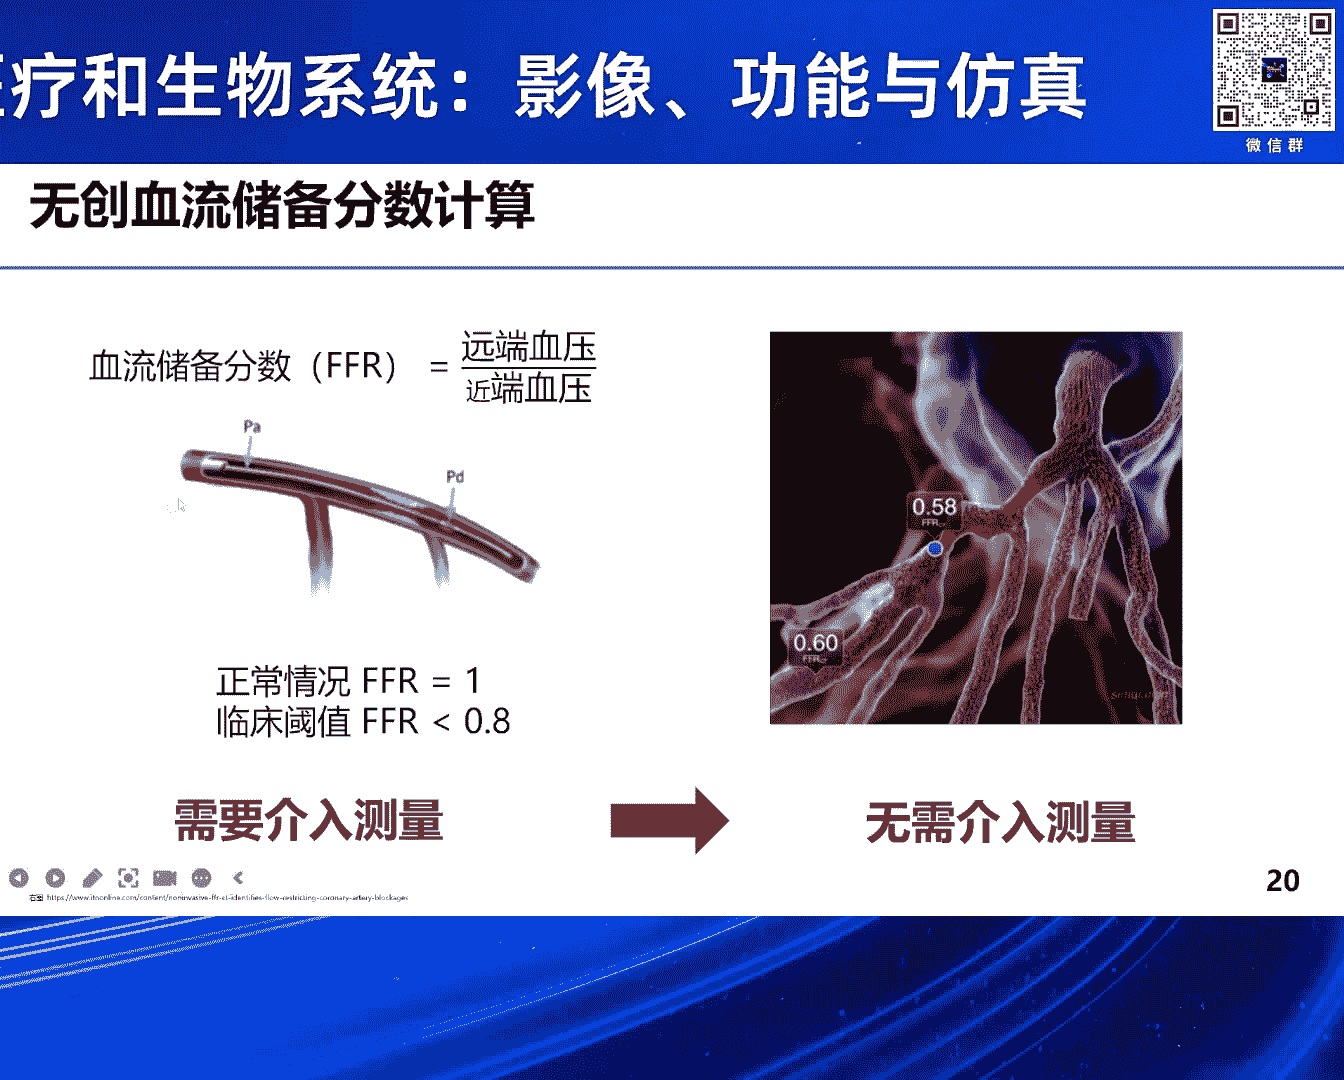 疗和生物系统：影像、功能与仿真
微信群
无创血流储备分数计算
血流储备分数（FFR） = 远端血压
近端血压
Pa
Pd
0.58
FFR
0.60
FFR
正常情况 FFR = 1
临床阈值 FFR < 0.8
需要介入测量
无需介入测量
20
右图 https://www.itnonline.com/content/noninvasive-ffr-ct-identifies-flow-restricting-coronary-artery-blockages